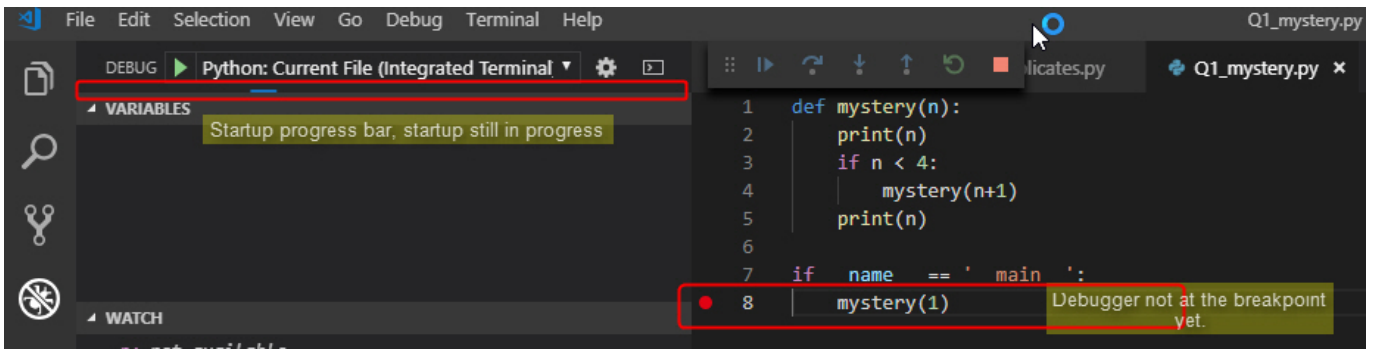 File Edit Selection View Go Debug Terminal Help
Q1_mystery.py
DEBUG Python: Current File (Integrated Terminal)
licates.py
Q1_mystery.py
VARIABLES
Startup progress bar, startup still in progress
1 def mystery(n):
2 print(n)
3 if n < 4:
4 mystery(n+1)
5 print(n)
6
7 if __name__ == '__main__':
8 mystery(1)
Debugger not at the breakpoint
yet.
WATCH